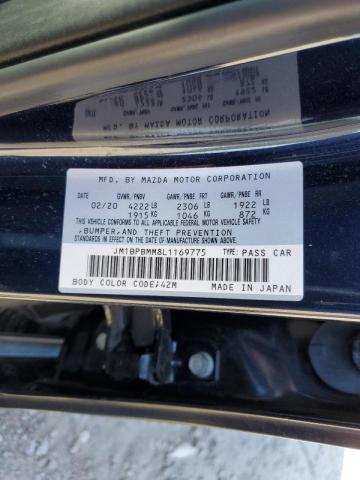 MFD. BY MAZDA MOTOR CORPORATION
02/20 GVWR/PNBV 4222 LB 1915 KG GAWR/PNBE FRT 2306 LB 1046 KG GAWR/PNBE RR 1922 LB 872 KG
THIS VEHICLE CONFORMS TO ALL APPLICABLE FEDERAL MOTOR VEHICLE SAFETY
,BUMPER,AND THEFT PREVENTION
STANDARDS IN EFFECT ON THE DATE OF MANUFACTURE SHOWN ABOVE.
JM1BPBMM8L1169775 TYPE:PASS CAR
BODY COLOR CODE;42M MADE IN JAPAN